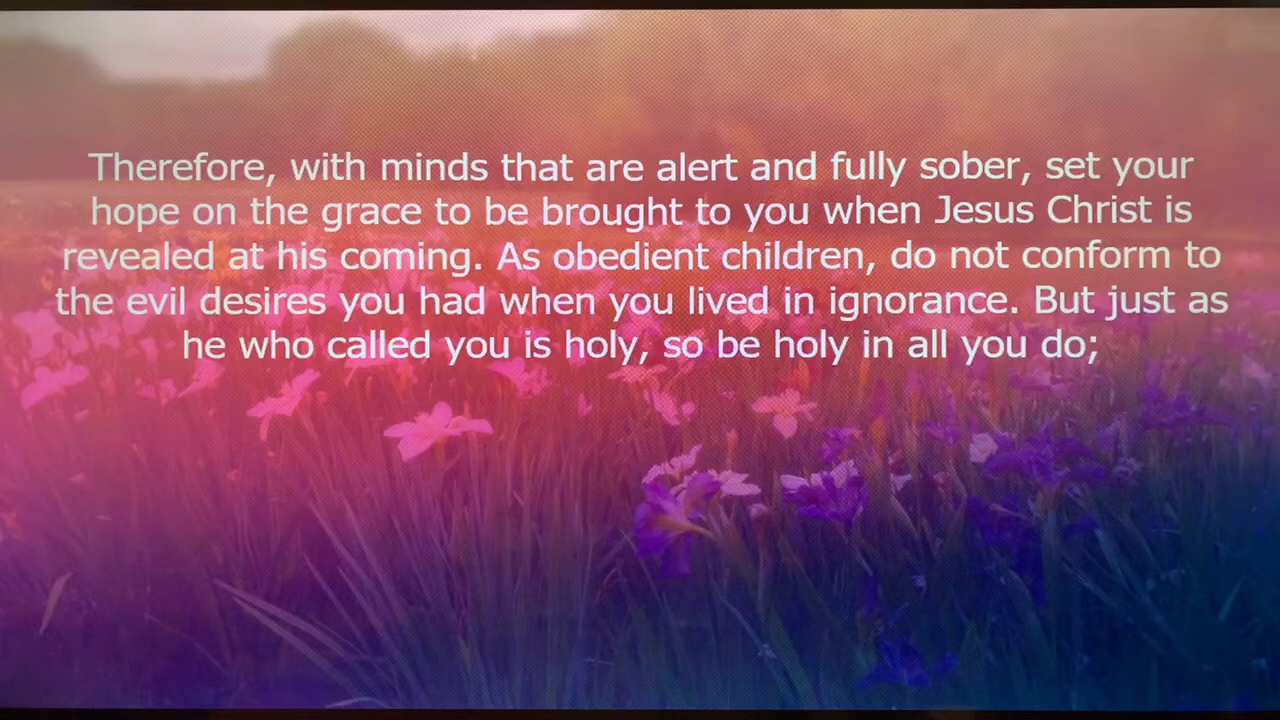 Therefore, with minds that are alert and fully sober, set your
hope on the grace to be brought to you when Jesus Christ is
revealed at his coming. As obedient children, do not conform to
the evil desires you had when you lived in ignorance. But just as
he who called you is holy, so be holy in all you do;